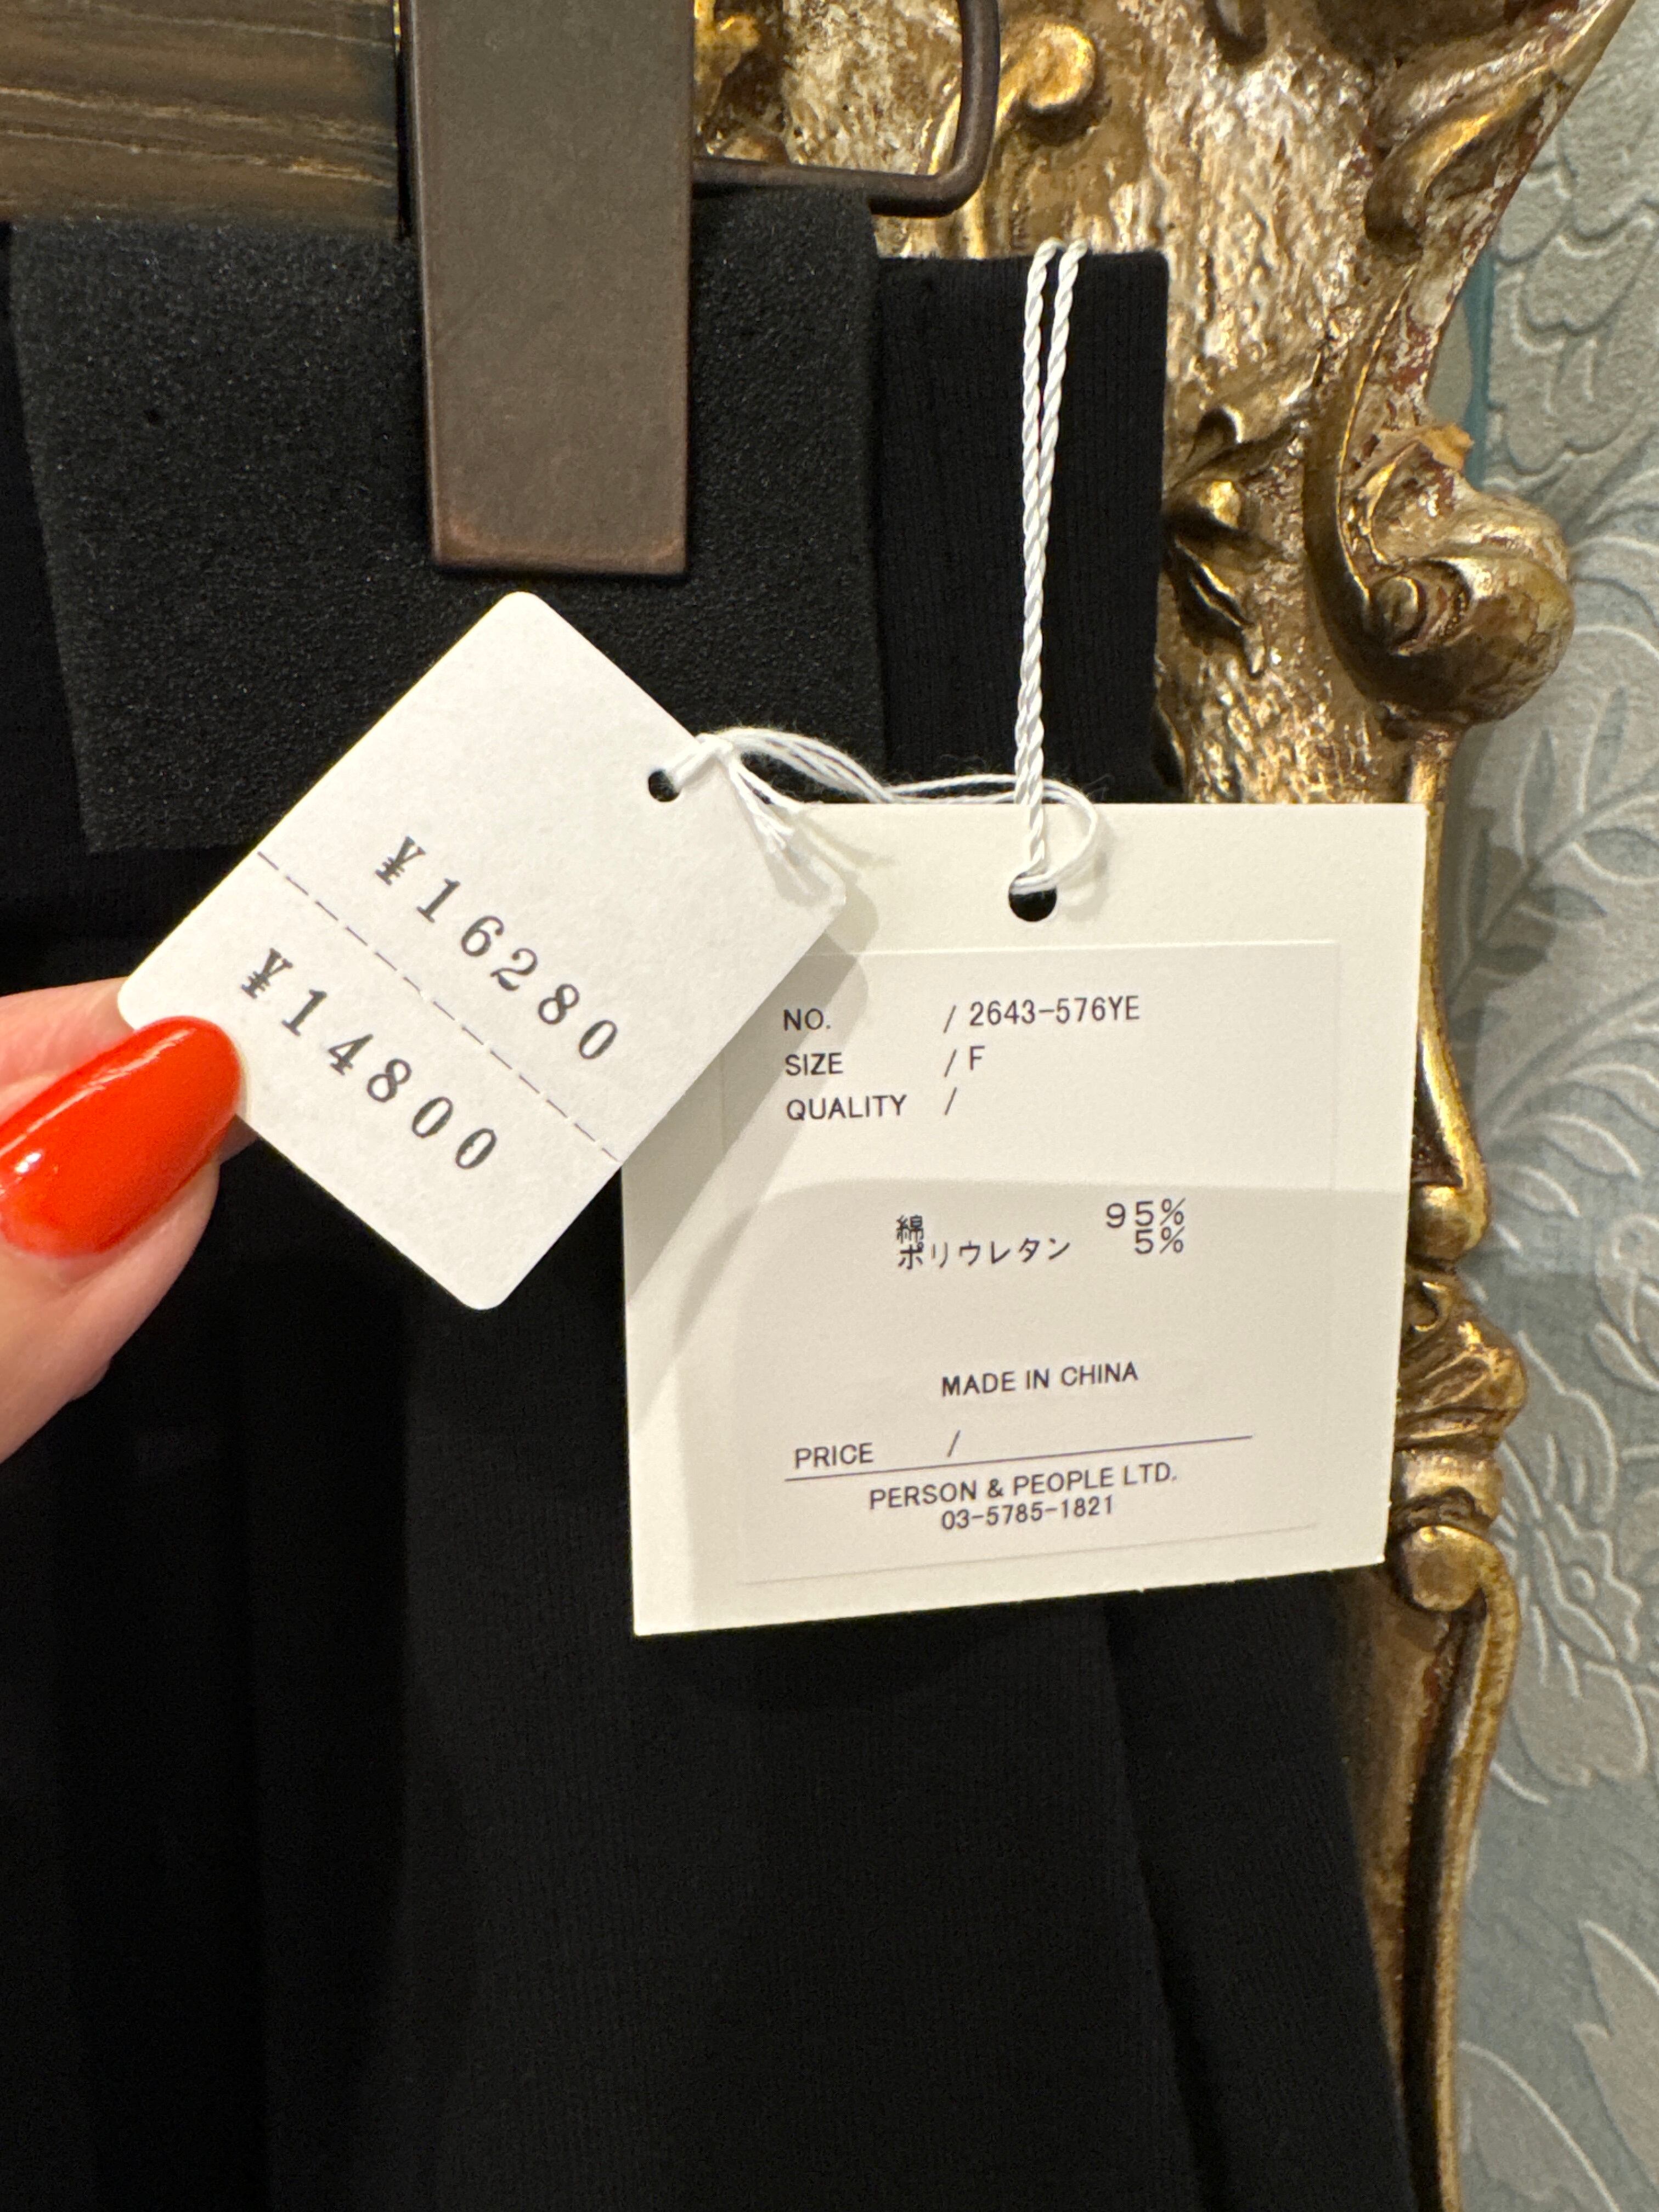 ¥16280
¥14800
NO. / 2643-576YE
SIZE / F
QUALITY /
綿 95%
ポリウレタン 5%
MADE IN CHINA
PRICE /
PERSON & PEOPLE LTD.
03-5785-1821